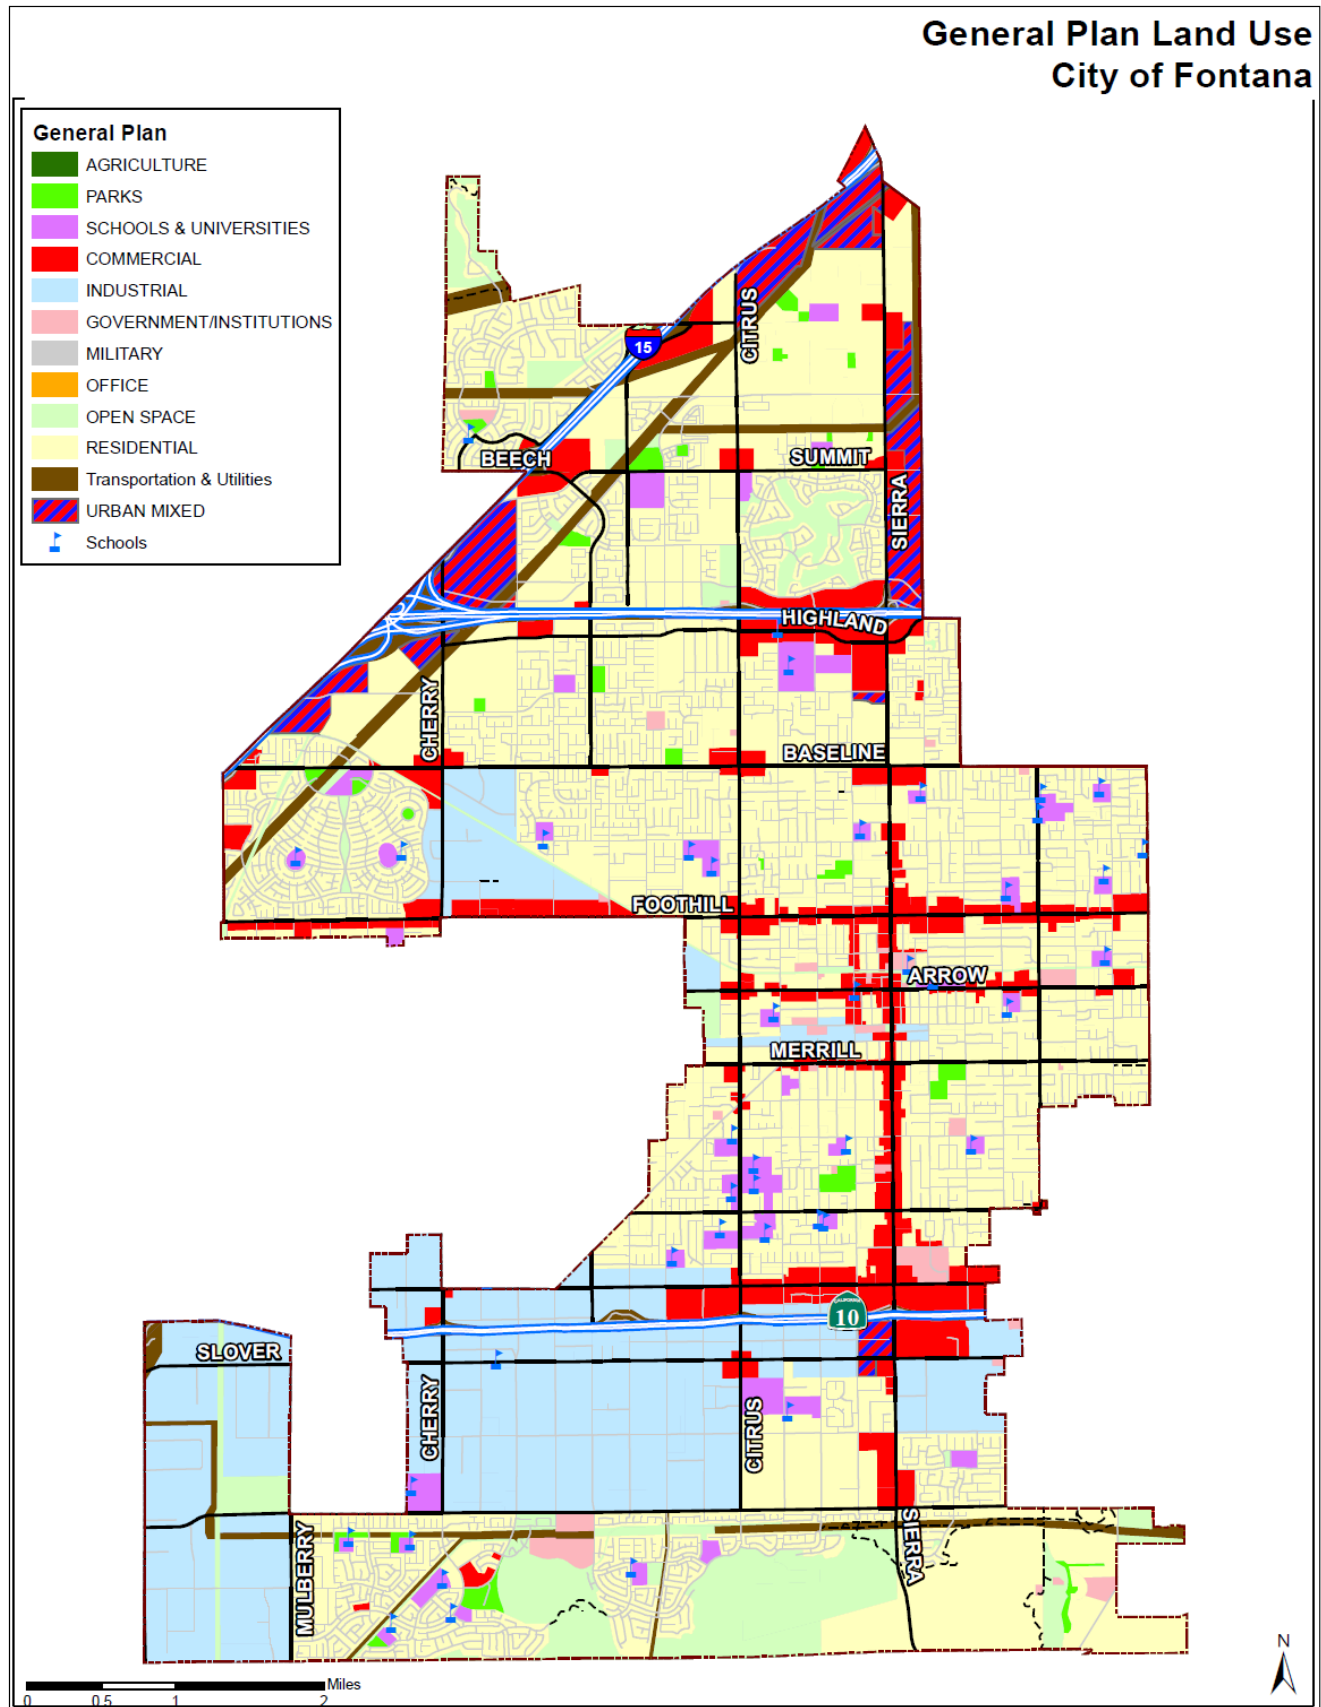 General Plan Land Use
City of Fontana
General Plan
AGRICULTURE
PARKS
SCHOOLS & UNIVERSITIES
COMMERCIAL
INDUSTRIAL
GOVERNMENT/INSTITUTIONS
MILITARY
OFFICE
OPEN SPACE
RESIDENTIAL
Transportation & Utilities
URBAN MIXED
Schools
CITRUS
15
BEECH
SUMMIT
SIERRA
HIGHLAND
CHERRY
BASELINE
FOOTHILL
ARROW
MERRILL
CALIFORNIA
10
SLOVER
CHERRY
CITRUS
SIERRA
MULBERRY
N
Miles
0 0.5 1 2